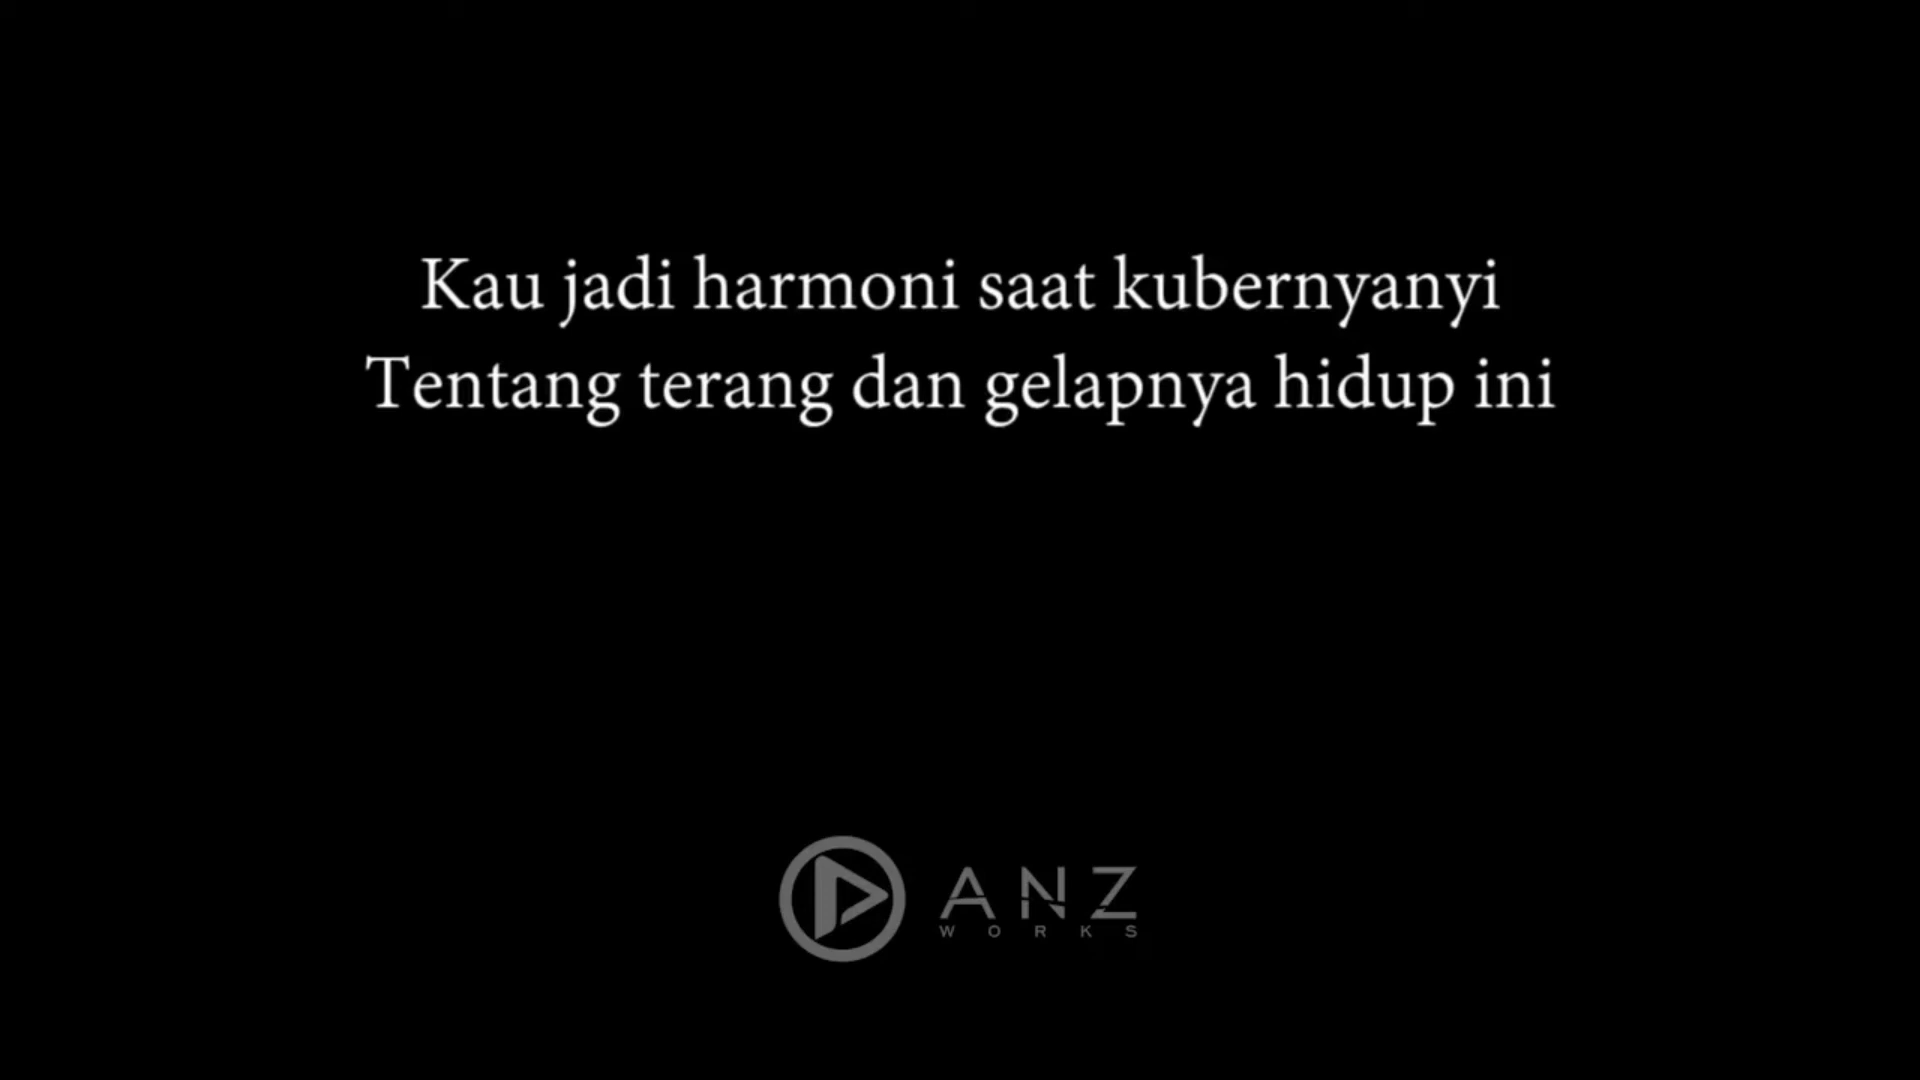 Kau jadi harmoni saat kubernyanyi
Tentang terang dan gelapnya hidup ini
ANZ
WORKS